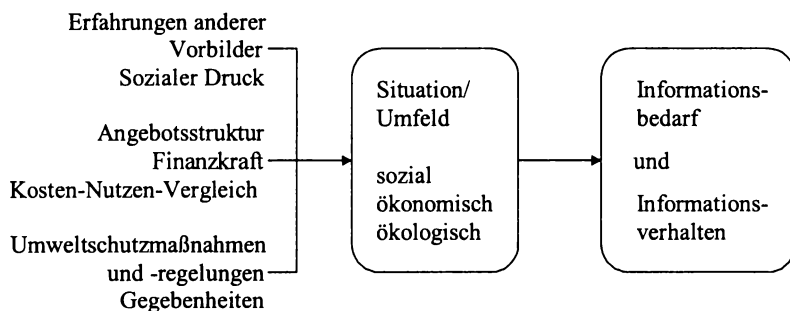 Erfahrungen anderer
Vorbilder
Sozialer Druck
Angebotsstruktur
Finanzkraft
Kosten-Nutzen-Vergleich
Umweltschutzmaßnahmen
und -regelungen
Gegebenheiten
Situation/
Umfeld
sozial
ökonomisch
ökologisch
Informations-
bedarf
und
Informations-
verhalten